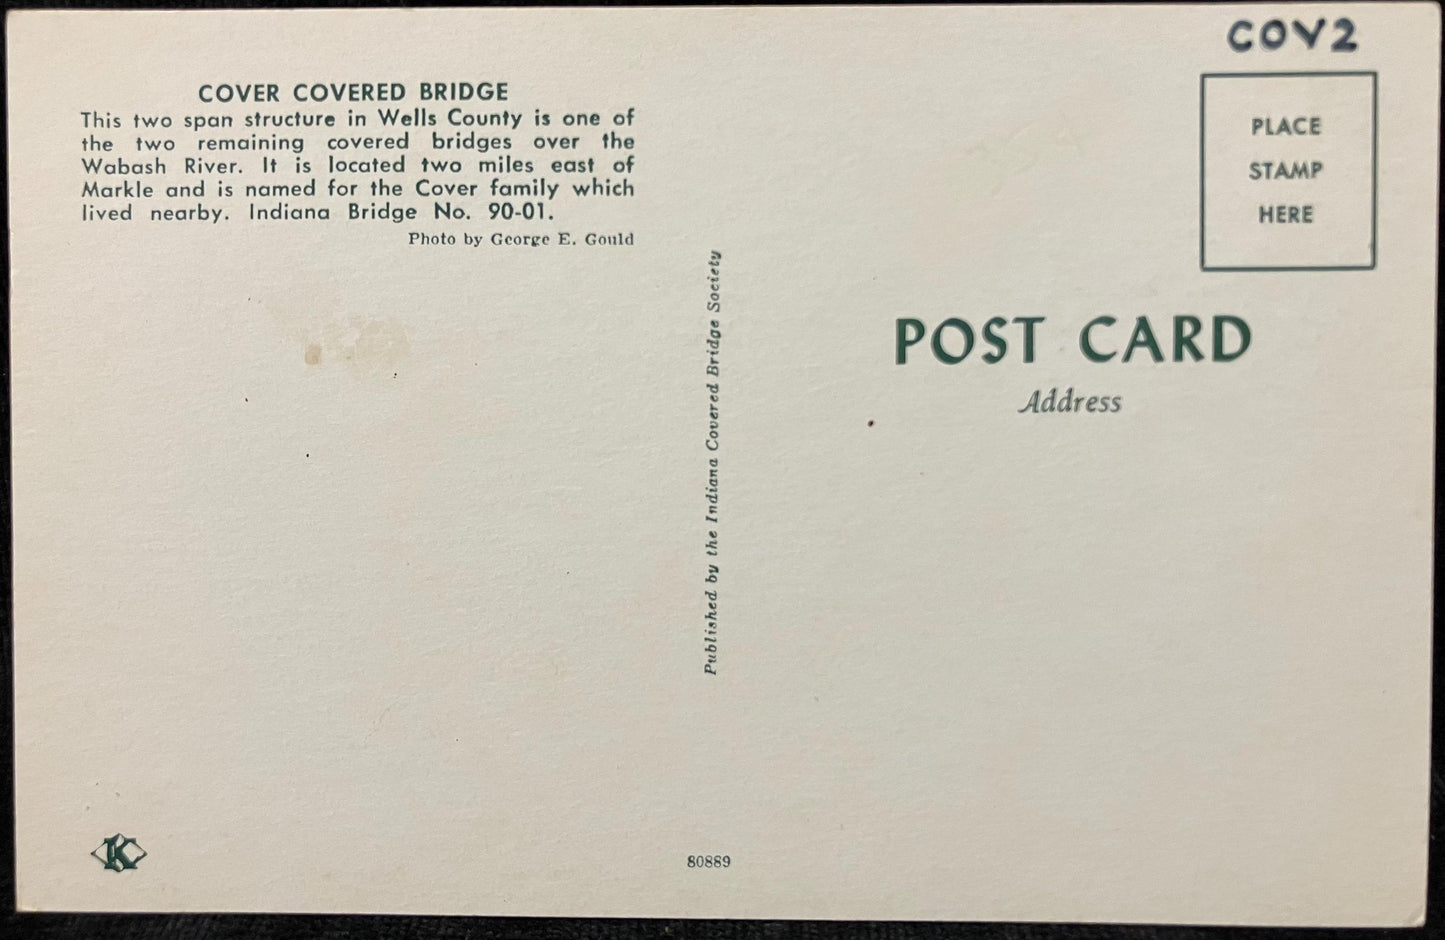 COV2
COVER COVERED BRIDGE
This two span structure in Wells County is one of
the two remaining covered bridges over the
Wabash River. It is located two miles east of
Markle and is named for the Cover family which
lived nearby. Indiana Bridge No. 90-01.
Photo by George E. Gould
Published by the Indiana Covered Bridge Society
PLACE
STAMP
HERE
POST CARD
Address
K
80889